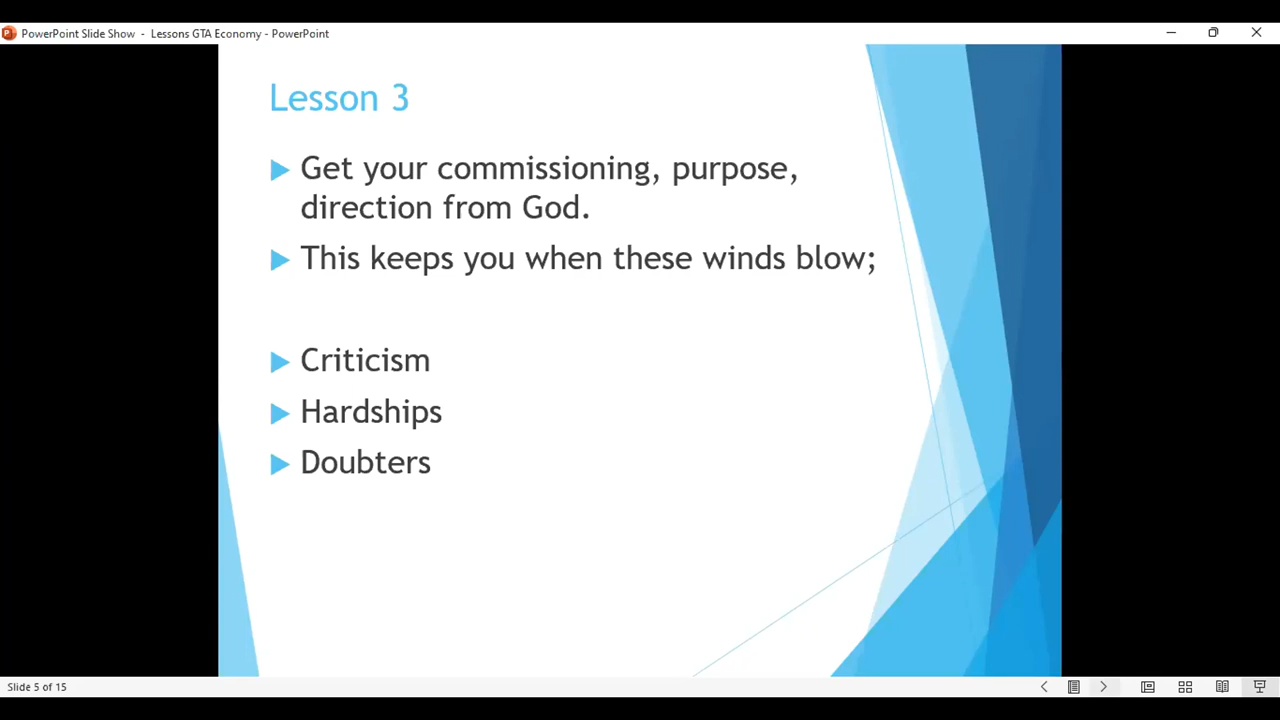 PowerPoint Slide Show - Lessons GTA Economy - PowerPoint
Lesson 3
Get your commissioning, purpose,
direction from God.
This keeps you when these winds blow;
Criticism
Hardships
Doubters
Slide 5 of 15